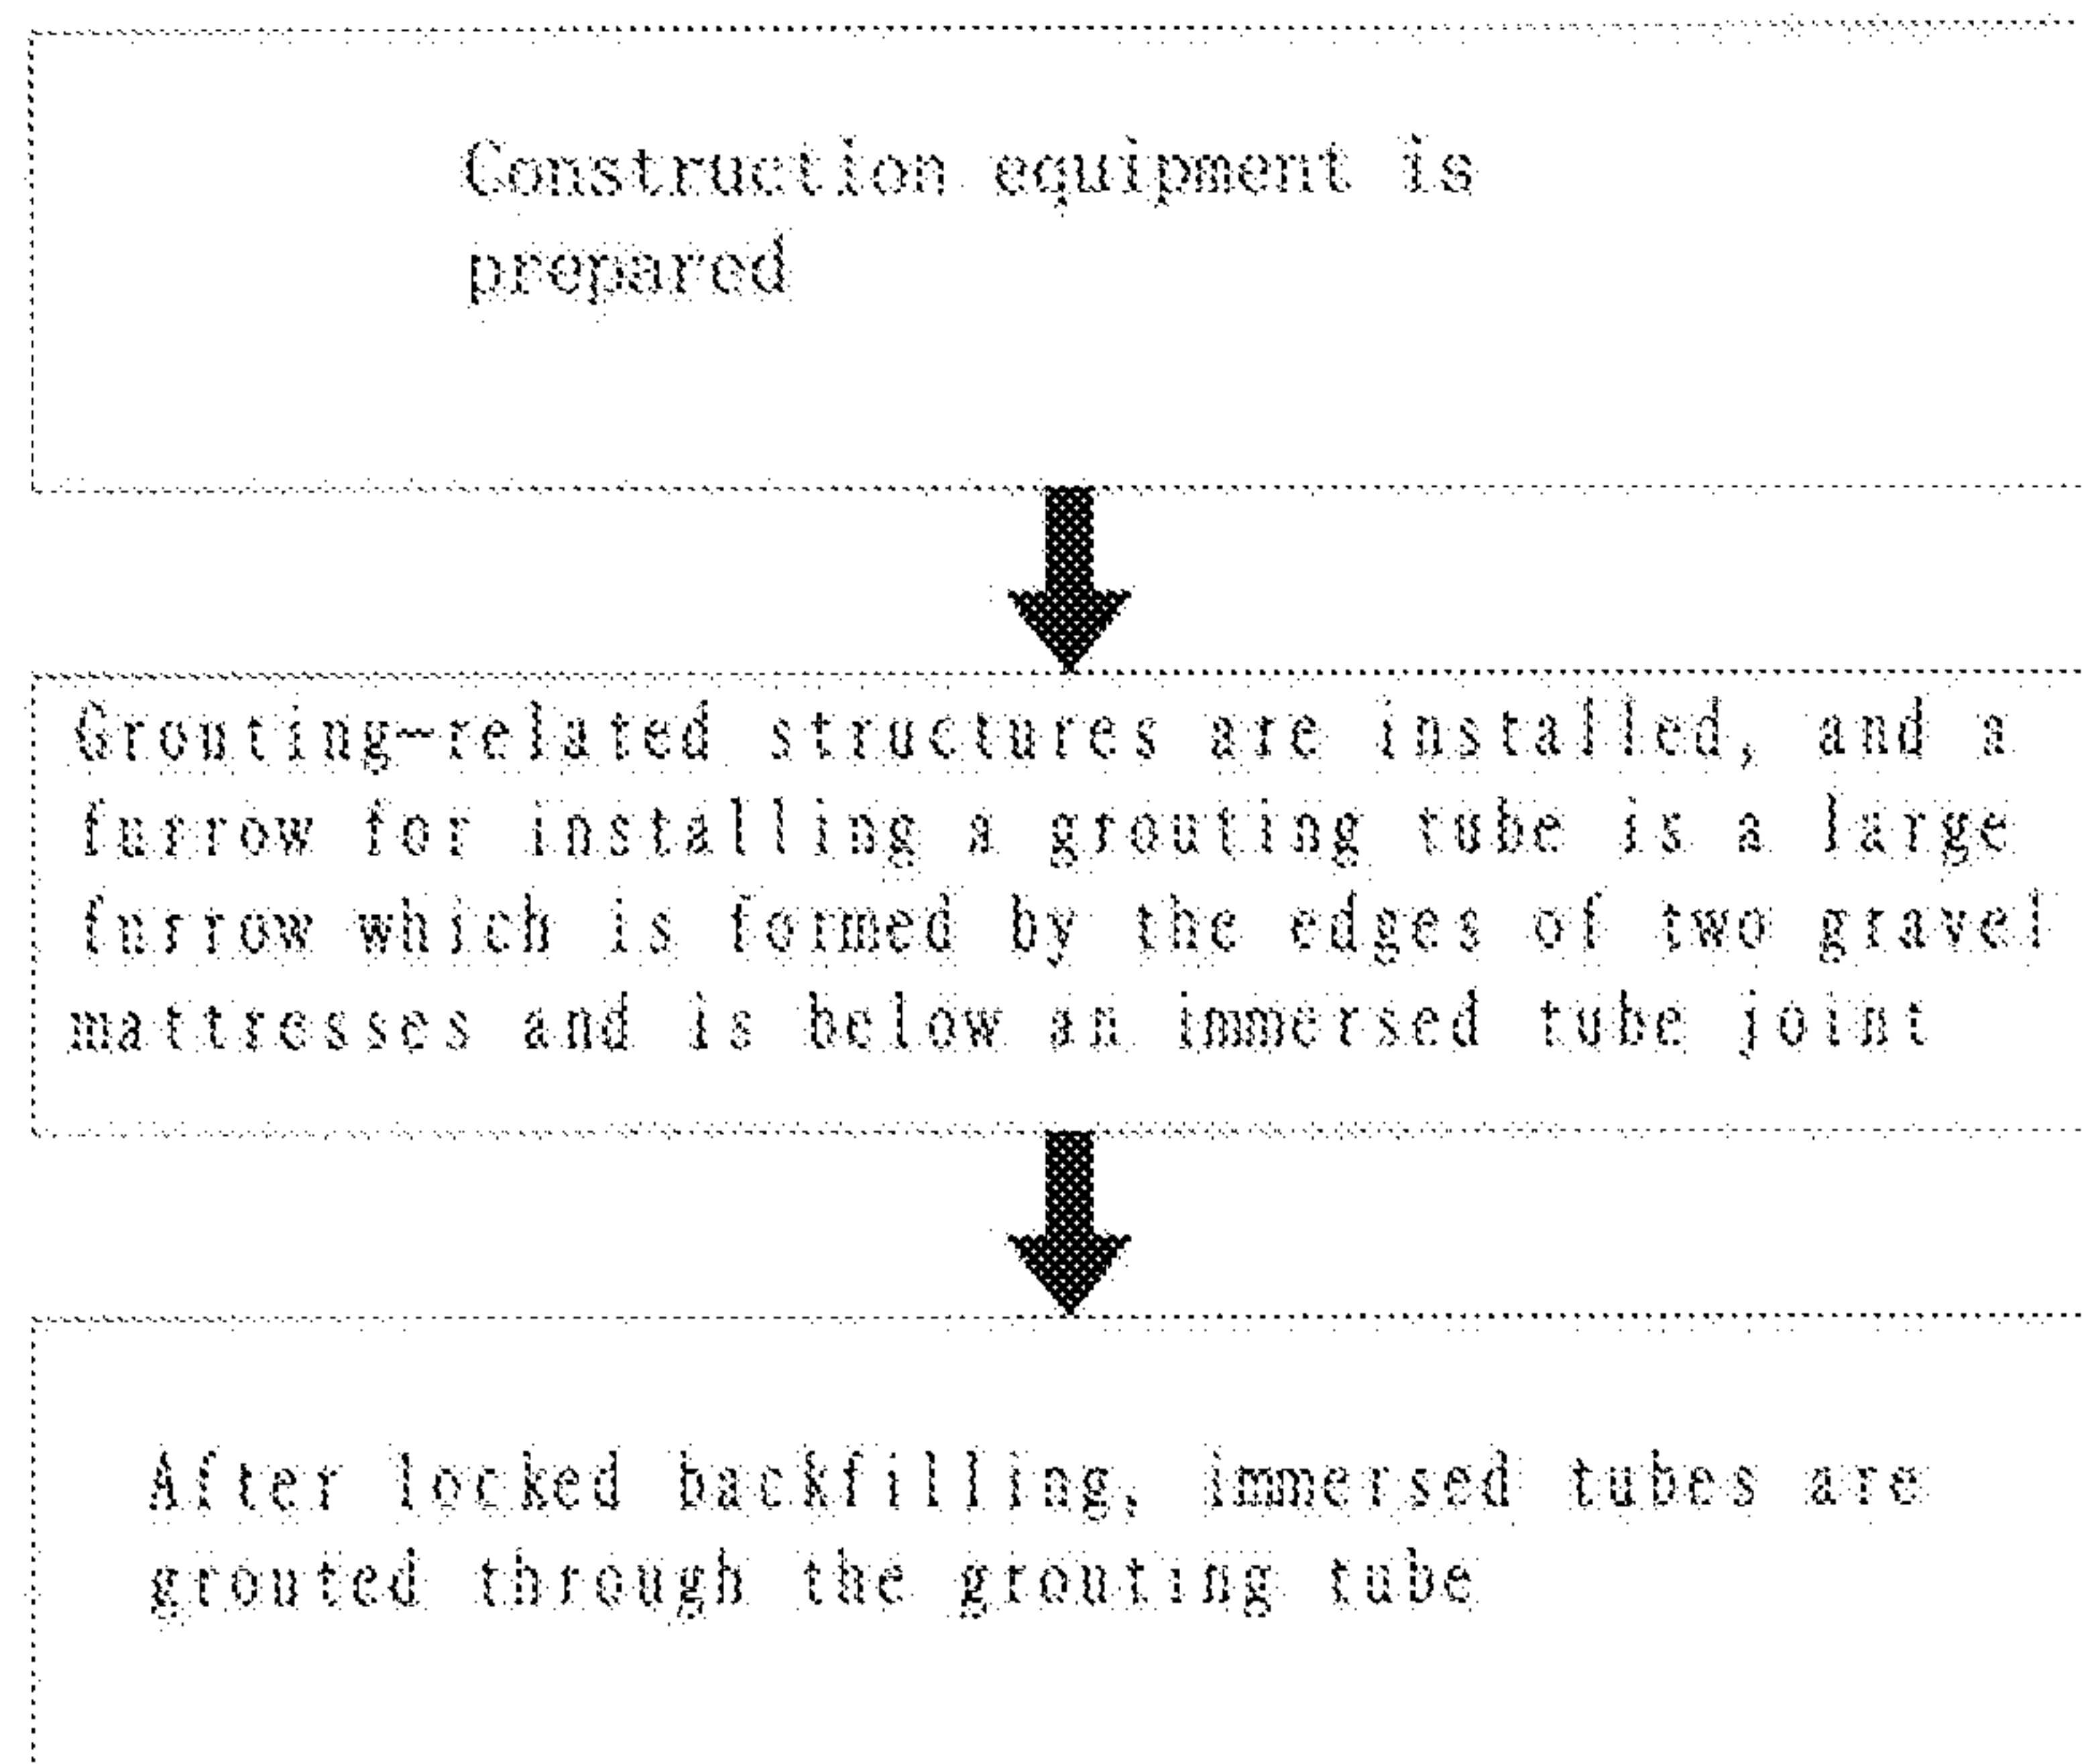 Construction equipment is
prepared
Grouting-related structures are installed, and a
furrow for installing a grouting tube is a large
furrow which is formed by the edges of two gravel
mattresses and is below an immersed tube joint
After locked backfilling, immersed tubes are
grouted through the grouting tube